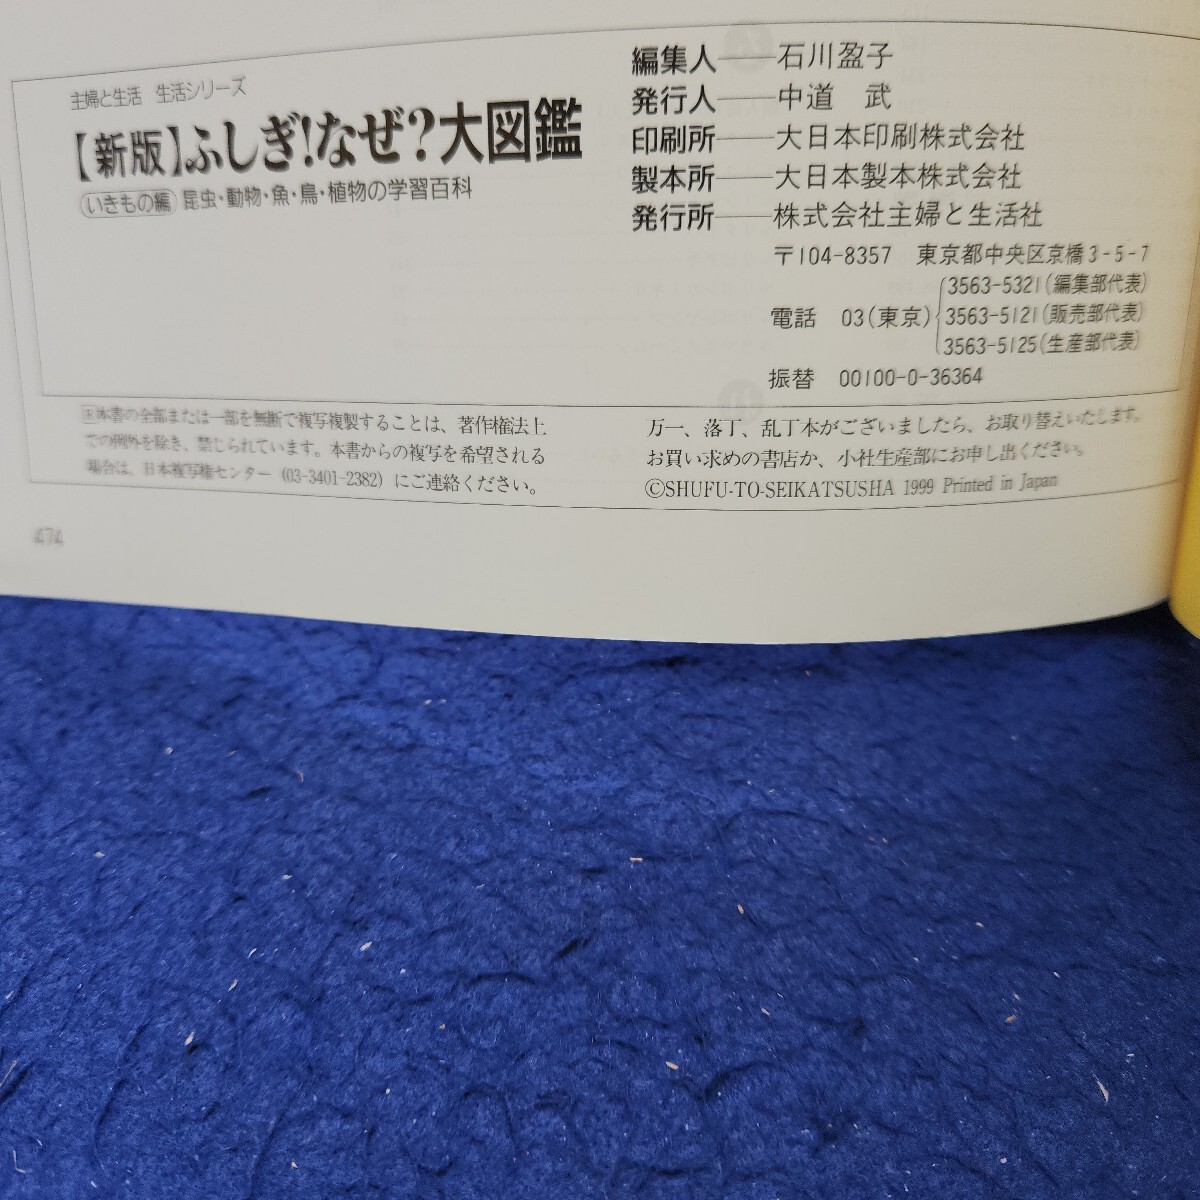 主婦と生活 生活シリーズ
【新版】ふしぎ!なぜ?大図鑑
いきもの編 昆虫・動物・魚・鳥・植物の学習百科
編集人――石川盈子
発行人――中道 武
印刷所――大日本印刷株式会社
製本所――大日本製本株式会社
発行所――株式会社主婦と生活社
〒104-8357 東京都中央区京橋3-5-7
電話 03(東京)
3563-5321(編集部代表)
3563-5121(販売部代表)
3563-5125(生産部代表)
振替 00100-0-36364
Ⓡ本書の全部または一部を無断で複写複製することは、著作権法上
での例外を除き、禁じられています。本書からの複写を希望される
場合は、日本複写権センター (03-3401-2382) にご連絡ください。
万一、落丁、乱丁本がございましたら、お取り替えいたします。
お買い求めの書店か、小社生産部にお申し出ください。
©SHUFU-TO-SEIKATSUSHA 1999 Printed in Japan
474